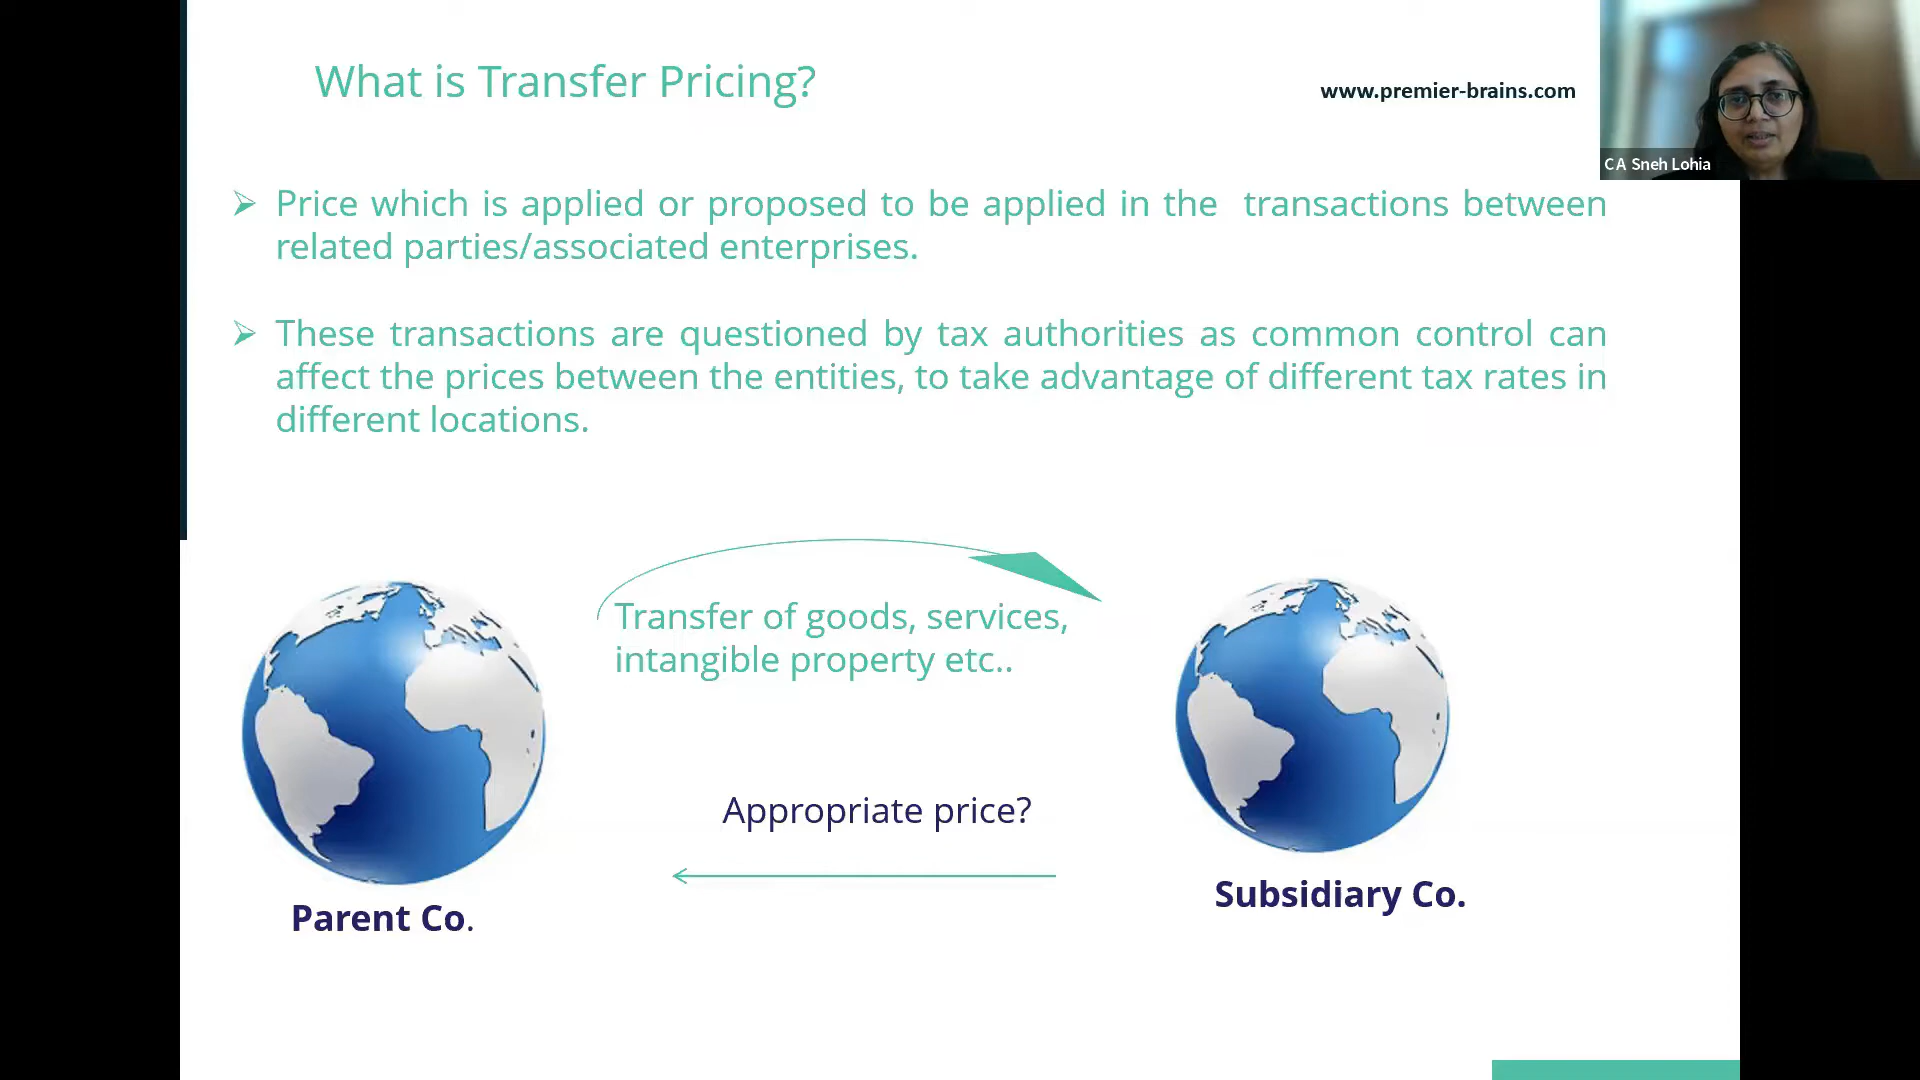 What is Transfer Pricing?
www.premier-brains.com
CA Sneh Lohia
Price which is applied or proposed to be applied in the transactions between
related parties/associated enterprises.
These transactions are questioned by tax authorities as common control can
affect the prices between the entities, to take advantage of different tax rates in
different locations.
Transfer of goods, services,
intangible property etc..
Appropriate price?
Parent Co.
Subsidiary Co.